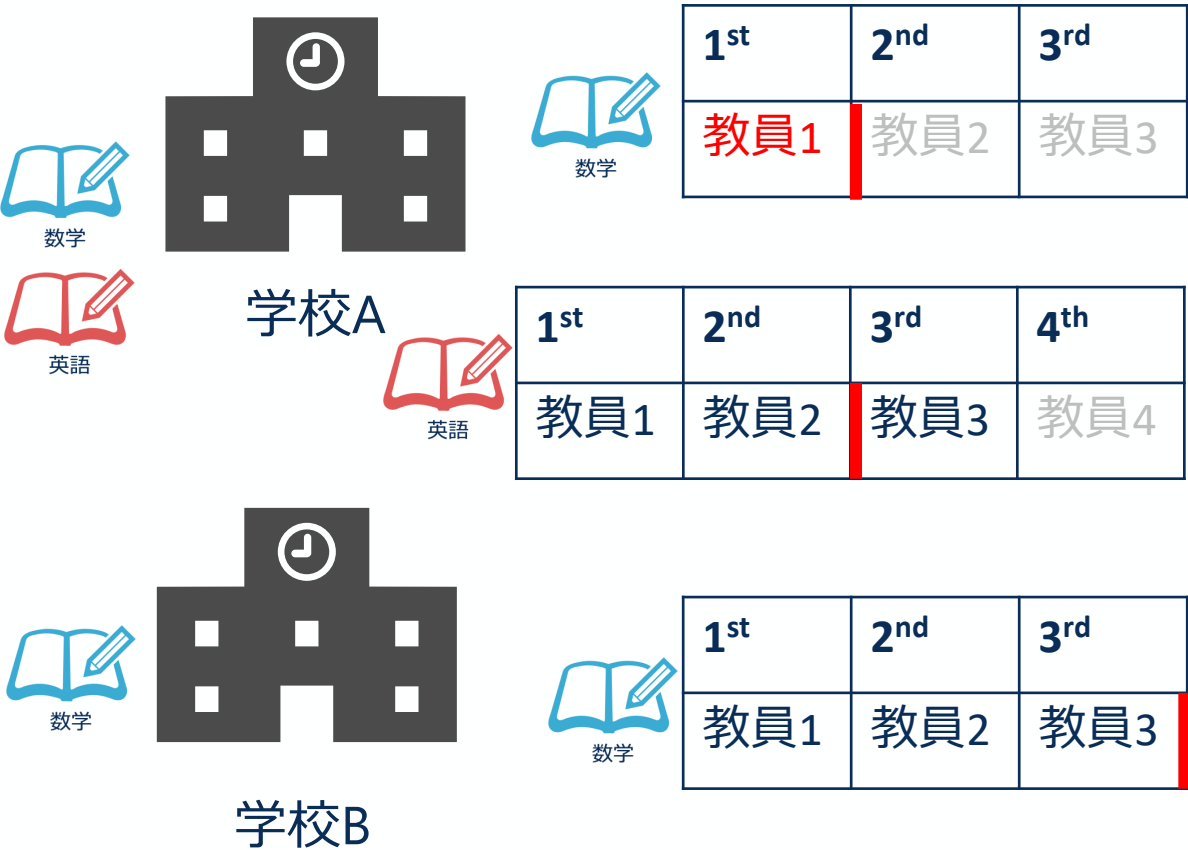 数学
1st 2nd 3rd
教員1 教員2 教員3
数学
英語
学校A
英語
1st 2nd 3rd 4th
教員1 教員2 教員3 教員4
数学
学校B
数学
1st 2nd 3rd
教員1 教員2 教員3